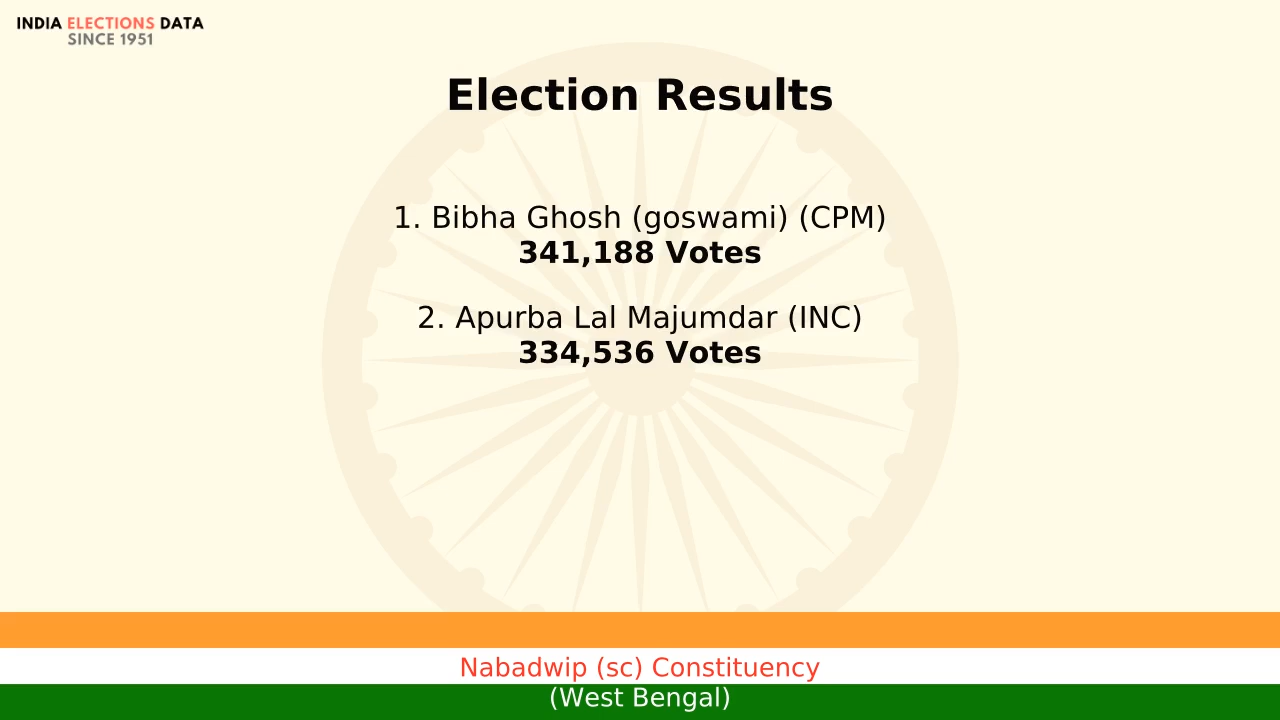 INDIA ELECTIONS DATA
SINCE 1951
Election Results
1. Bibha Ghosh (goswami) (CPM)
341,188 Votes
2. Apurba Lal Majumdar (INC)
334,536 Votes
Nabadwip (sc) Constituency
(West Bengal)